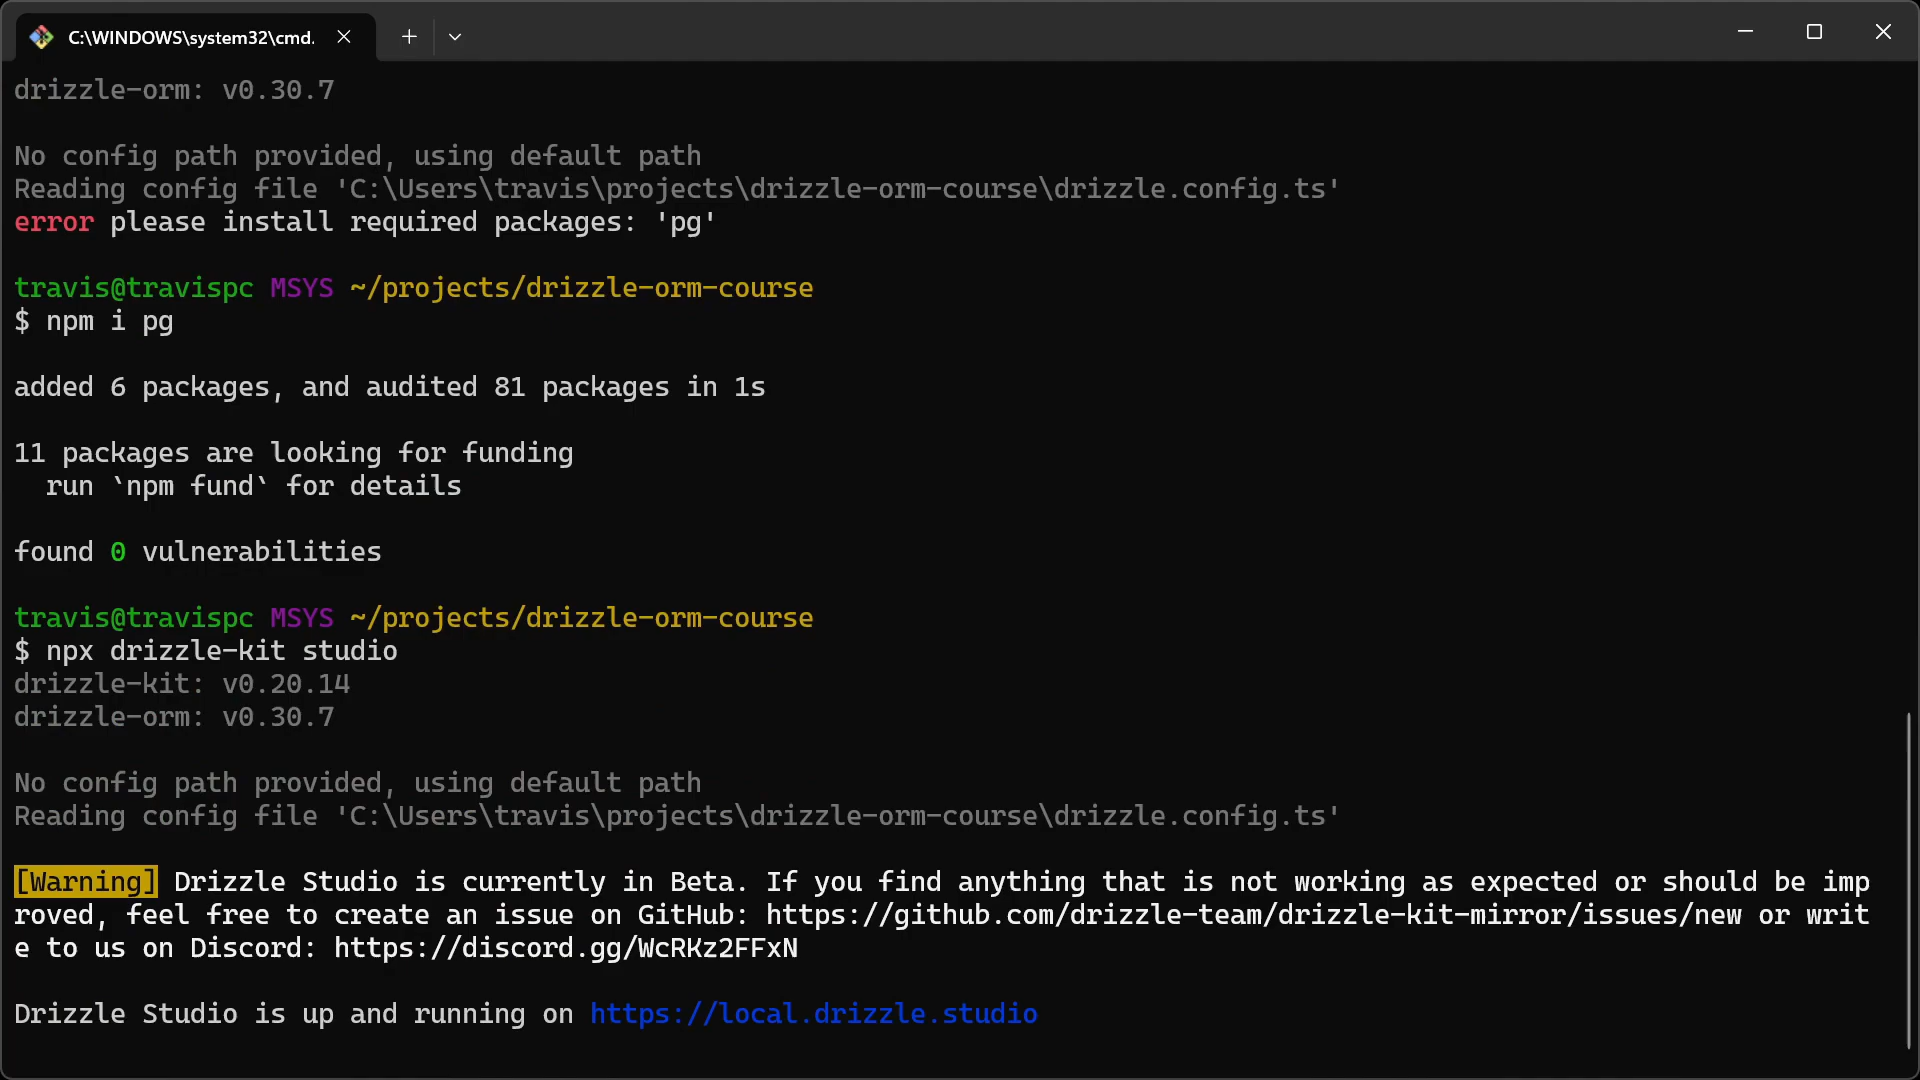 C:\WINDOWS\system32\cmd.
drizzle-orm: v0.30.7
No config path provided, using default path
Reading config file 'C:\Users\travis\projects\drizzle-orm-course\drizzle.config.ts'
error please install required packages: 'pg'
travis@travispc MSYS ~/projects/drizzle-orm-course
$ npm i pg
added 6 packages, and audited 81 packages in 1s
11 packages are looking for funding
  run `npm fund` for details
found 0 vulnerabilities
travis@travispc MSYS ~/projects/drizzle-orm-course
$ npx drizzle-kit studio
drizzle-kit: v0.20.14
drizzle-orm: v0.30.7
No config path provided, using default path
Reading config file 'C:\Users\travis\projects\drizzle-orm-course\drizzle.config.ts'
[Warning] Drizzle Studio is currently in Beta. If you find anything that is not working as expected or should be imp
roved, feel free to create an issue on GitHub: https://github.com/drizzle-team/drizzle-kit-mirror/issues/new or writ
e to us on Discord: https://discord.gg/WcRKz2FFxN
Drizzle Studio is up and running on https://local.drizzle.studio